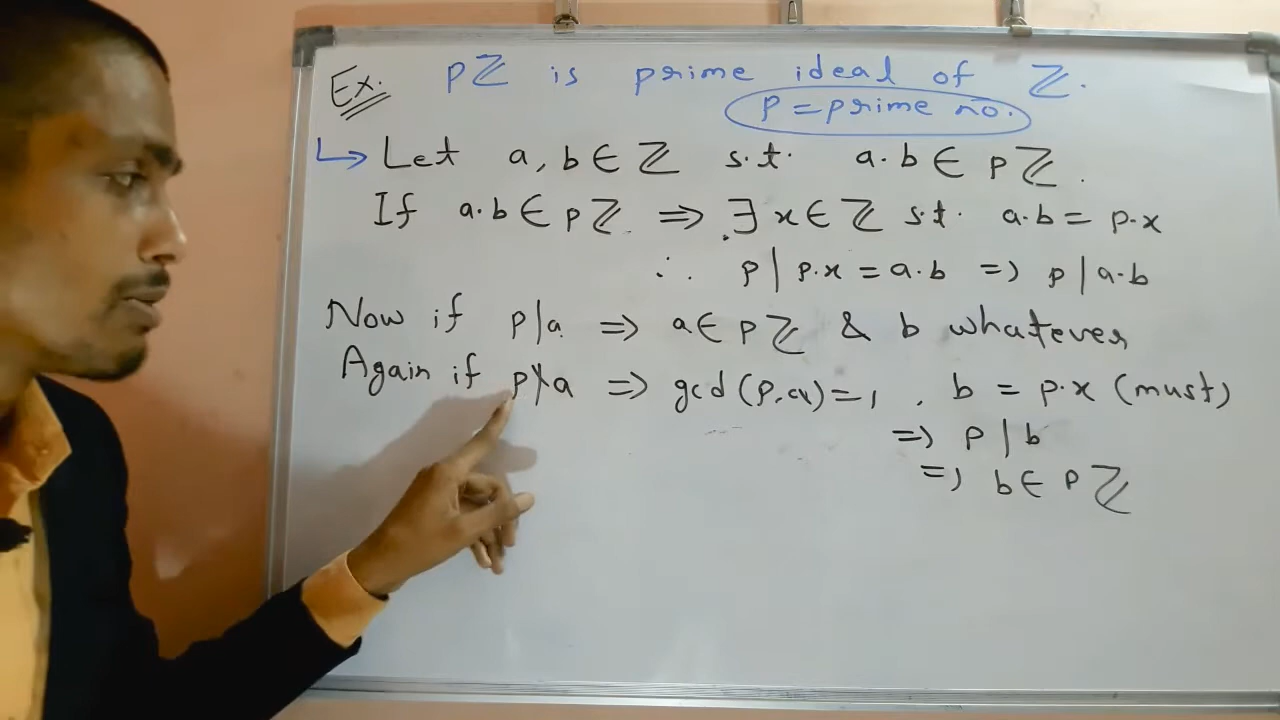 Ex. pℤ is prime ideal of ℤ.
p = prime no.
↳ Let a, b ∈ ℤ s.t. a.b ∈ pℤ.
If a.b ∈ pℤ. ⇒ ∃ x ∈ ℤ s.t. a.b = p.x
∴ p | p.x = a.b ⇒ p | a.b
Now if p|a ⇒ a ∈ pℤ & b whatever
Again if p∤a ⇒ gcd (p, a) = 1, b = p.x (must)
⇒ p | b
⇒ b ∈ pℤ